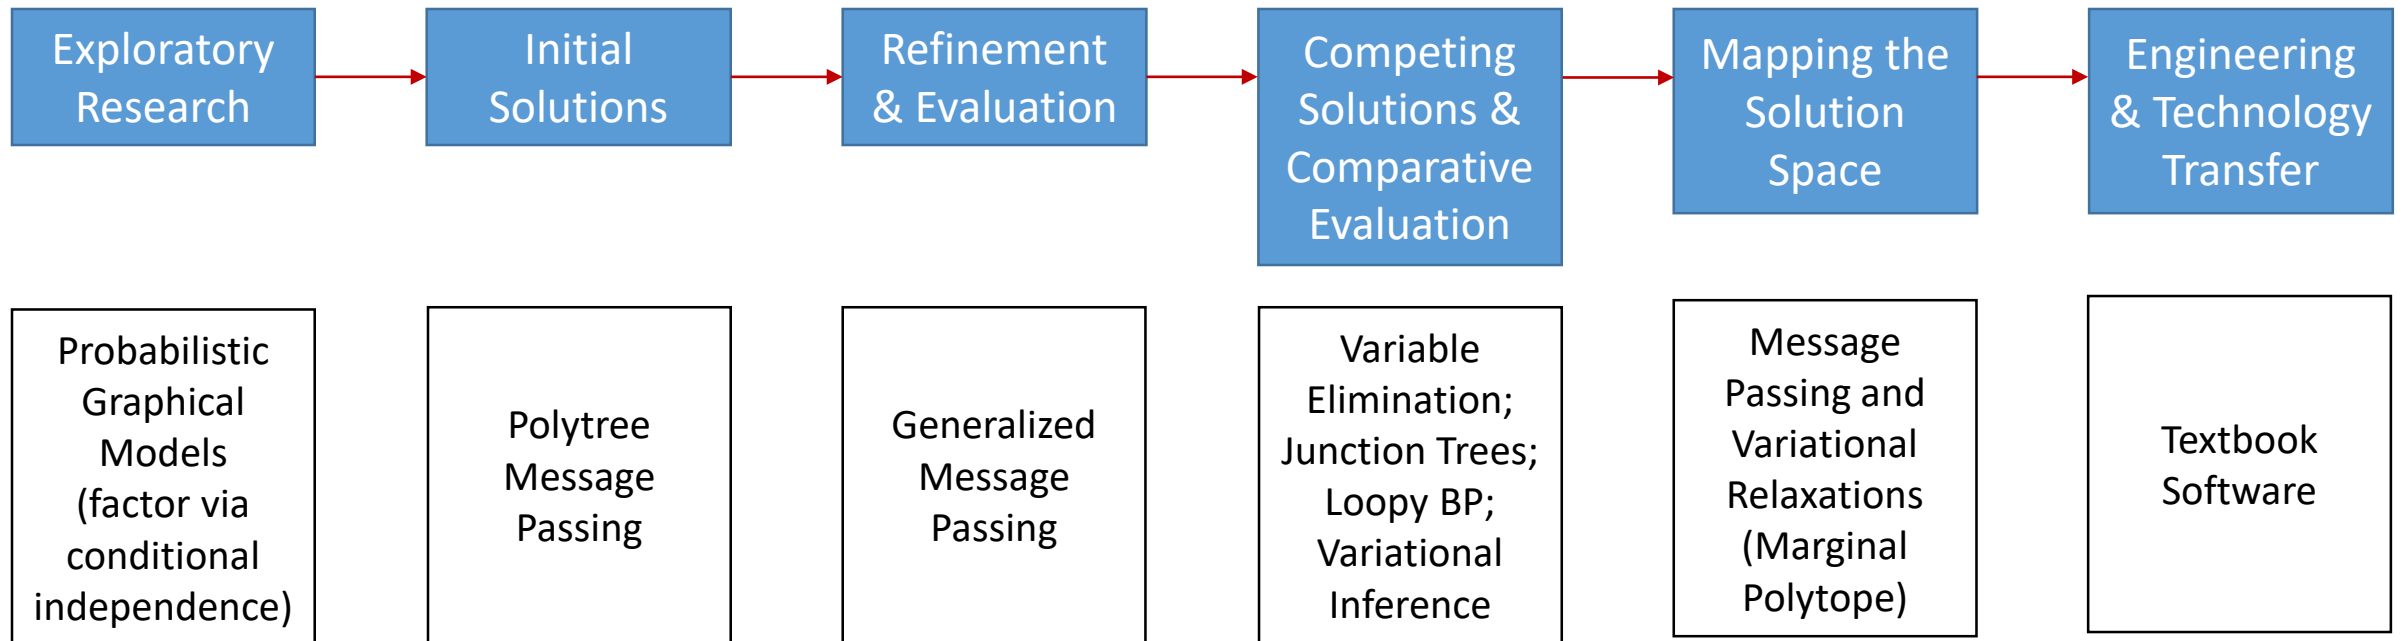 Exploratory
Research
Initial
Solutions
Refinement
& Evaluation
Competing
Solutions &
Comparative
Evaluation
Mapping the
Solution
Space
Engineering
& Technology
Transfer
Probabilistic
Graphical
Models
(factor via
conditional
independence)
Polytree
Message
Passing
Generalized
Message
Passing
Variable
Elimination;
Junction Trees;
Loopy BP;
Variational
Inference
Message
Passing and
Variational
Relaxations
(Marginal
Polytope)
Textbook
Software